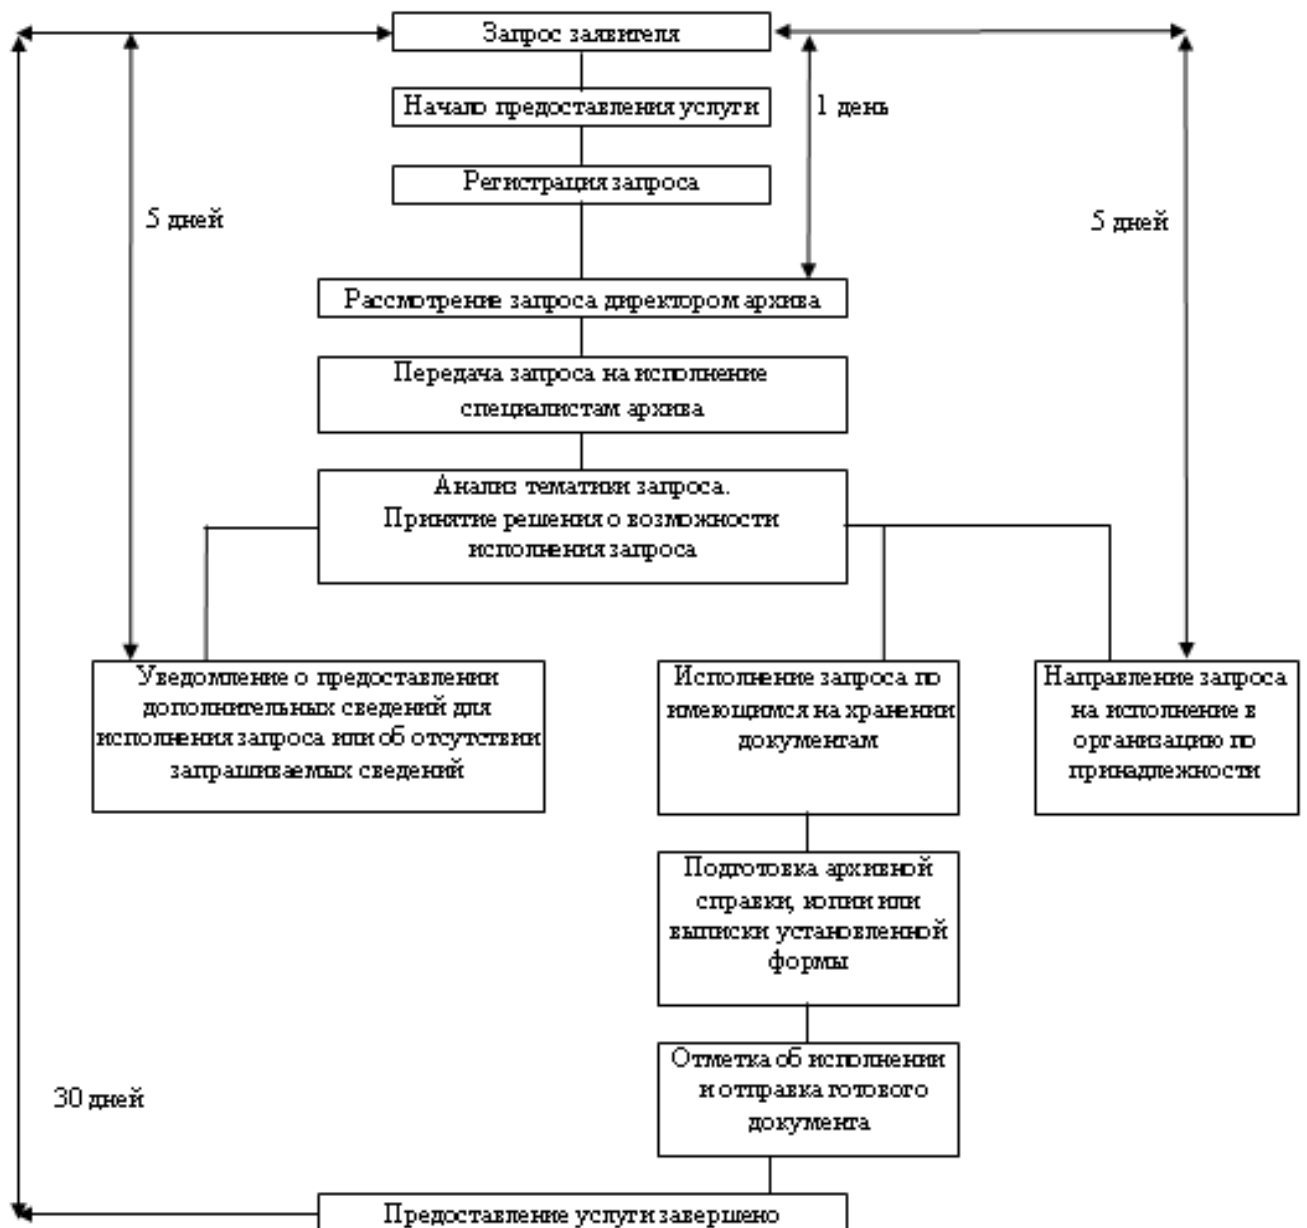 Запрос заявителя
Начало предоставления услуги
1 день
Регистрация запроса
5 дней
5 дней
Рассмотрение запроса директором архива
Передача запроса на исполнение
специалистам архива
Анализ тематики запроса.
Принятие решения о возможности
исполнения запроса
Уведомление о предоставлении
дополнительных сведений для
исполнения запроса или об отсутствии
запрашиваемых сведений
Исполнение запроса по
имеющимся на хранении
документам
Направление запроса
на исполнение в
организацию по
принадлежности
Подготовка архивной
справки, копии или
выписки установленной
формы
Отметка об исполнении
и отправка готового
документа
30 дней
Предоставление услуги завершено